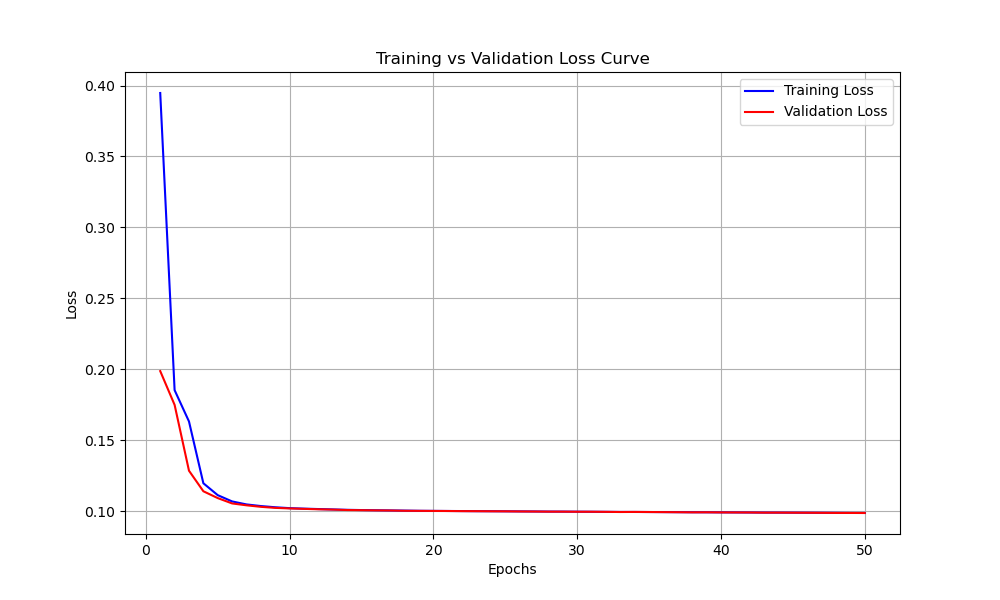 Training vs Validation Loss Curve
Training Loss
Validation Loss
0.40
0.35
0.30
0.25
0.20
0.15
0.10
Loss
0 10 20 30 40 50
Epochs